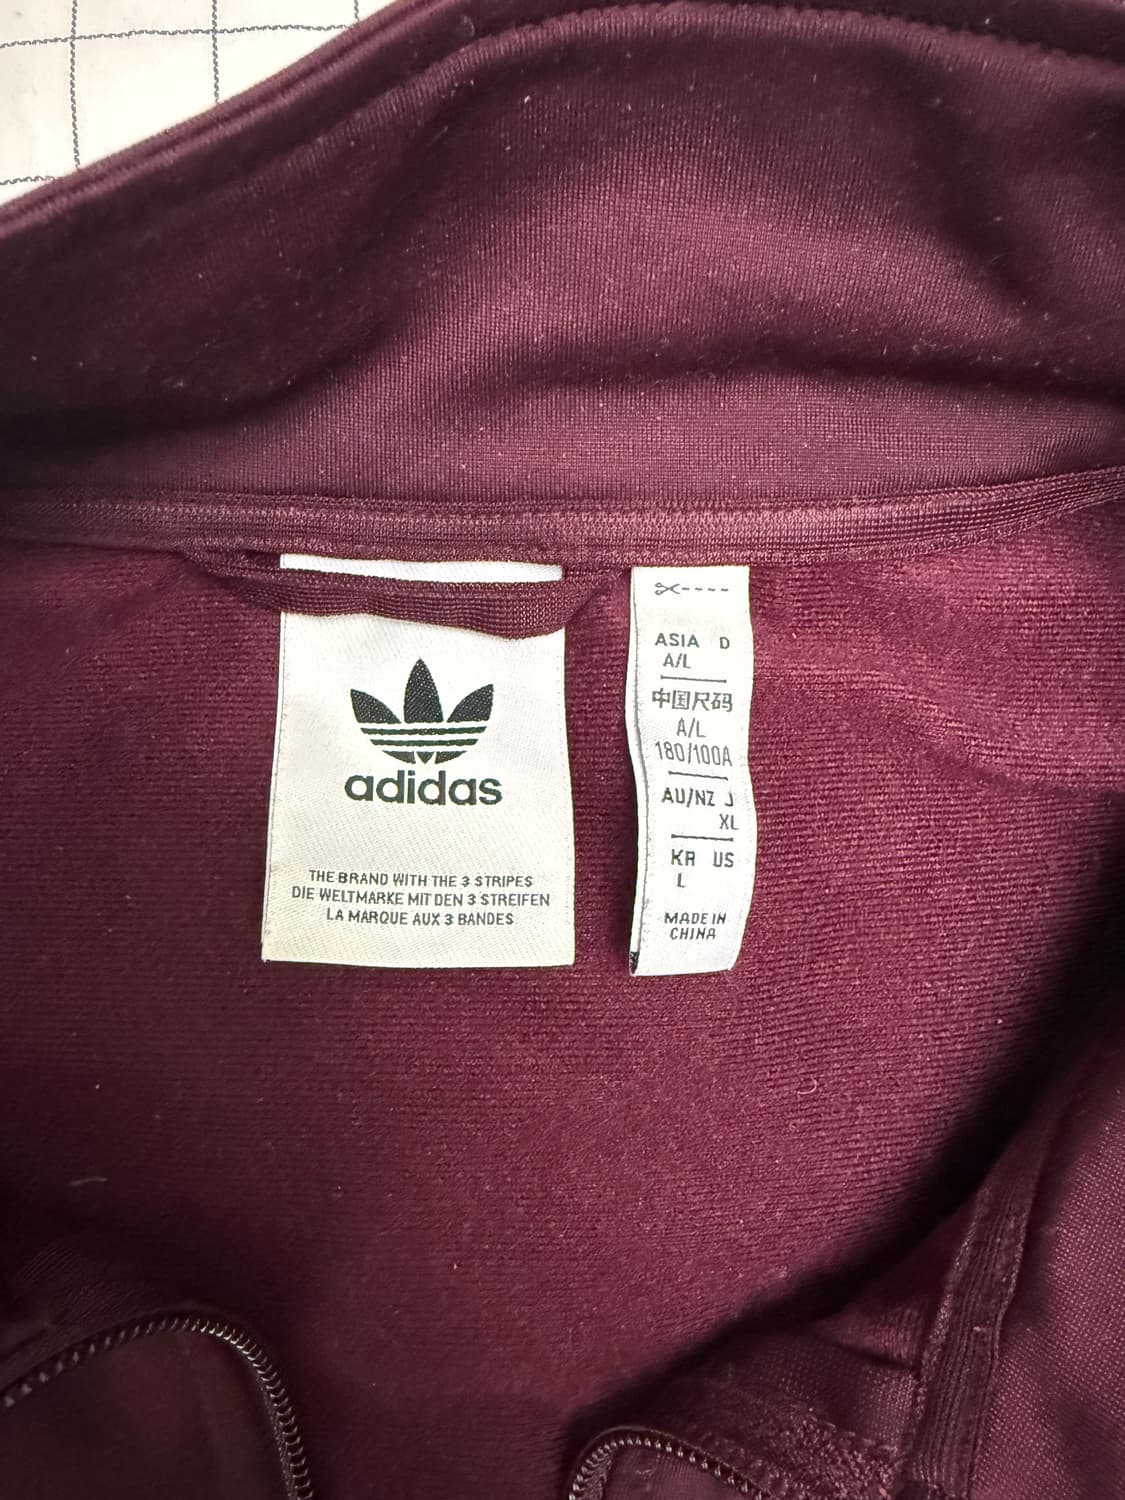 adidas
THE BRAND WITH THE 3 STRIPES
DIE WELTMARKE MIT DEN 3 STREIFEN
LA MARQUE AUX 3 BANDES
ASIA D
A/L
中国尺码
A/L
180/100A
AU/NZ J
XL
KR US
L
MADE IN
CHINA